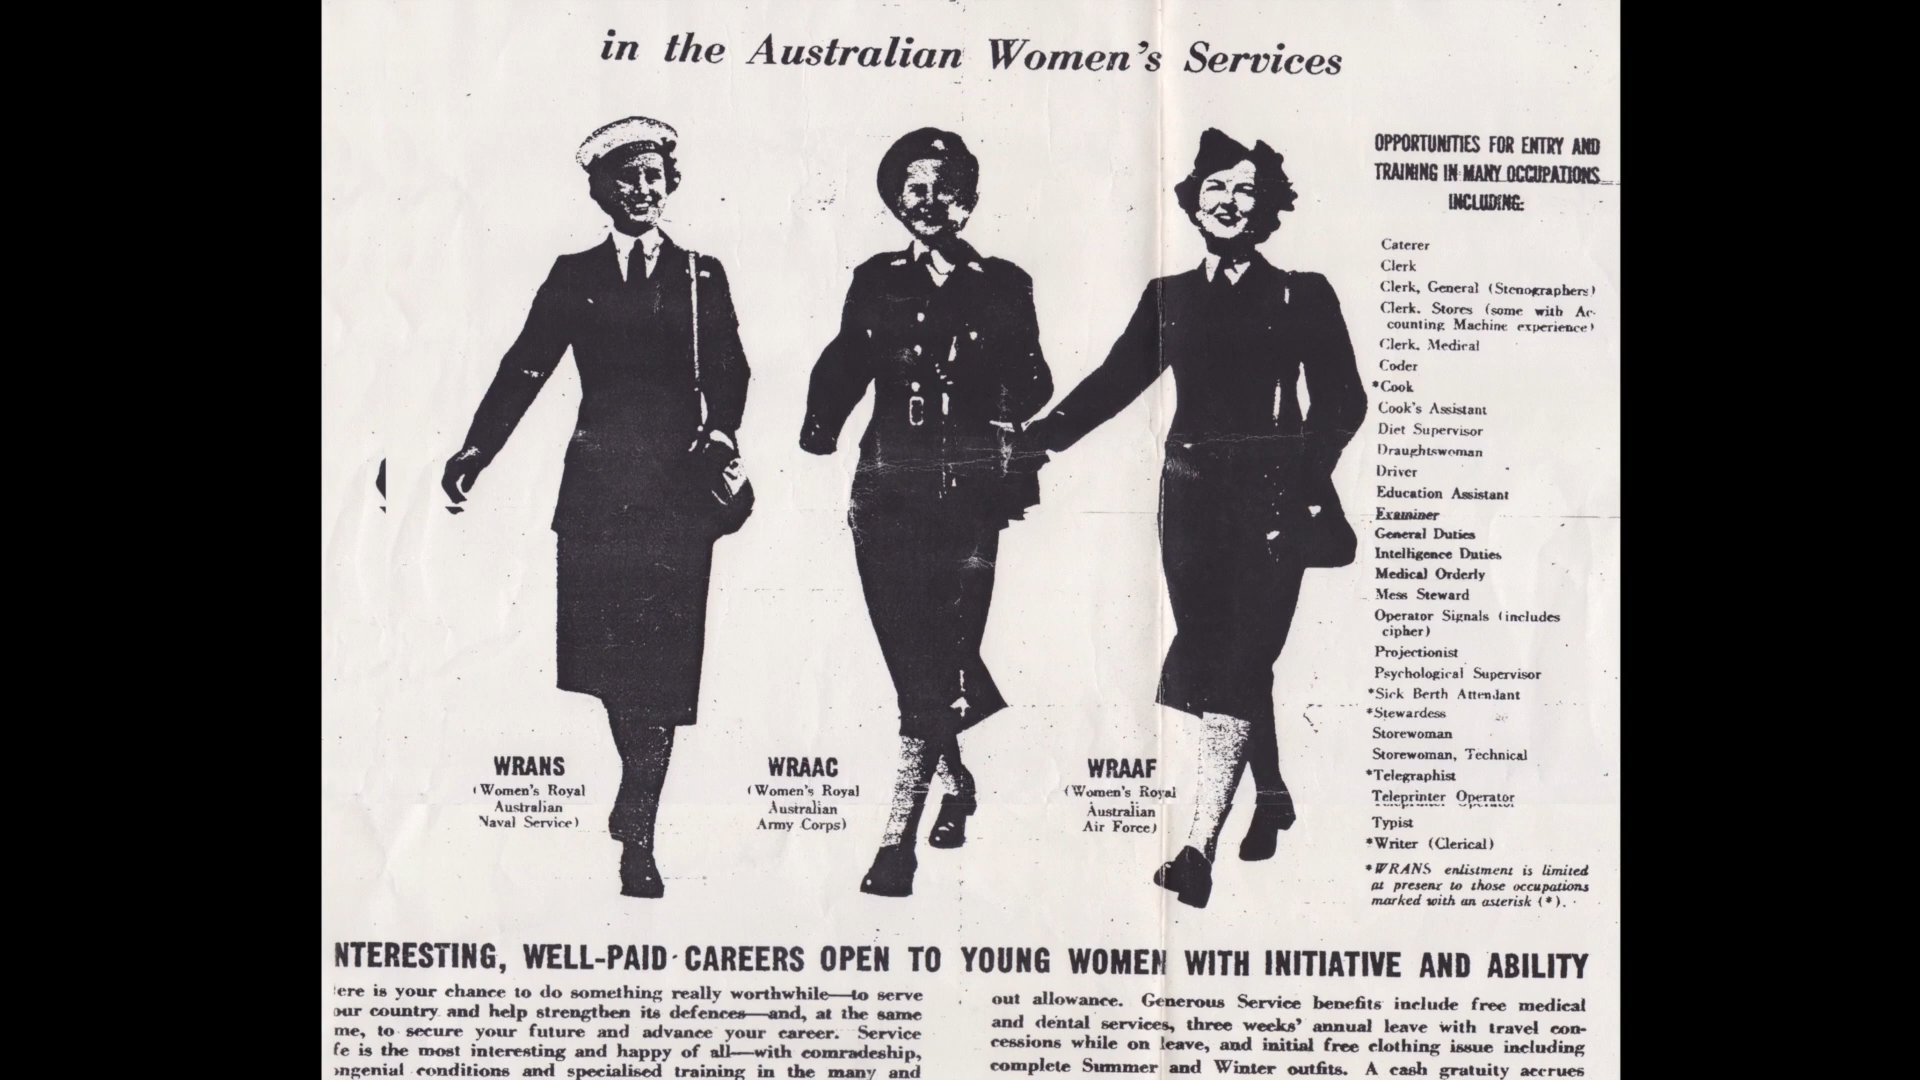 in the Australian Women's Services
OPPORTUNITIES FOR ENTRY AND
TRAINING IN MANY OCCUPATIONS
INCLUDING:
Caterer
Clerk
Clerk, General (Stenographers)
Clerk. Stores (some with Ac-
counting Machine experience)
Clerk. Medical
Coder
*Cook
Cook's Assistant
Diet Supervisor
Draughtswoman
Driver
Education Assistant
Examiner
General Duties
Intelligence Duties
Medical Orderly
Mess Steward
Operator Signals (includes
cipher)
Projectionist
Psychological Supervisor
*Sick Berth Attendant
*Stewardess
Storewoman
Storewoman, Technical
*Telegraphist
Teleprinter Operator
Typist
*Writer (Clerical)
*WRANS enlistment is limited
at present to those occupations
marked with an asterisk (*).
WRANS
(Women's Royal
Australian
Naval Service)
WRAAC
(Women's Royal
Australian
Army Corps)
WRAAF
(Women's Royal
Australian
Air Force)
NTERESTING, WELL-PAID CAREERS OPEN TO YOUNG WOMEN WITH INITIATIVE AND ABILITY
ere is your chance to do something really worthwhile—to serve
our country and help strengthen its defences—and, at the same
me, to secure your future and advance your career. Service
fe is the most interesting and happy of all—with comradeship,
ongenial conditions and specialised training in the many and
out allowance. Generous Service benefits include free medical
and dental services, three weeks' annual leave with travel con-
cessions while on leave, and initial free clothing issue including
complete Summer and Winter outfits. A cash gratuity accrues